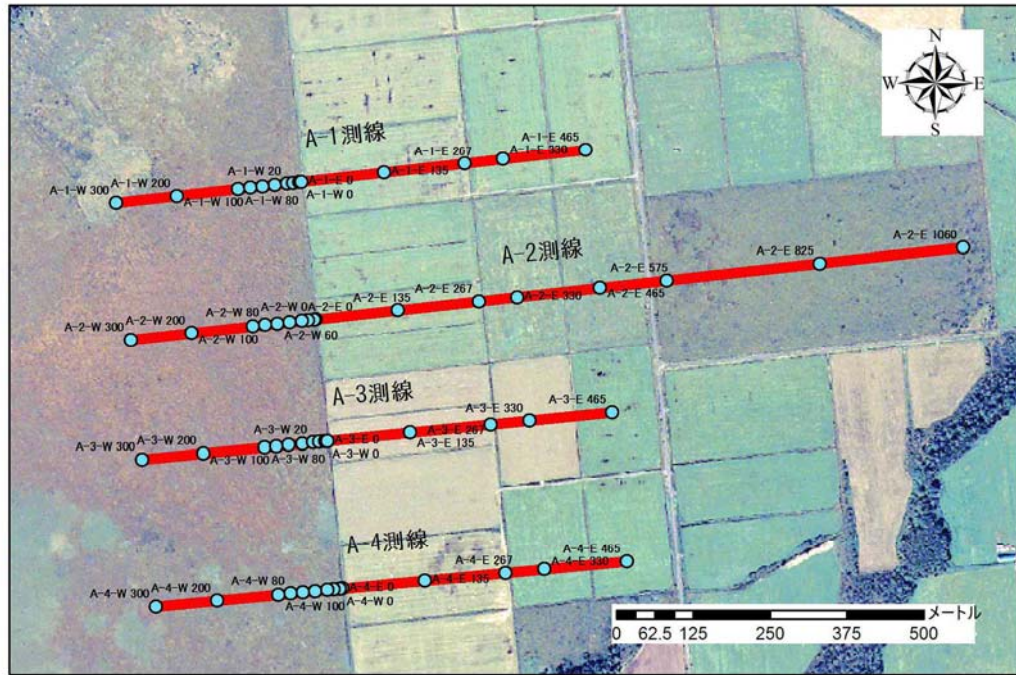 N
W
E
S
A-1測線
A-1-W 300
A-1-W 200
A-1-W 100
A-1-W 20
A-1-W 80
A-1-E 0
A-1-W 0
A-1-E 135
A-1-E 267
A-1-E 330
A-1-E 465
A-2測線
A-2-W 300
A-2-W 200
A-2-W 100
A-2-W 80
A-2-W 0
A-2-E 0
A-2-W 60
A-2-E 135
A-2-E 267
A-2-E 330
A-2-E 465
A-2-E 575
A-2-E 825
A-2-E 1060
A-3測線
A-3-W 300
A-3-W 200
A-3-W 100
A-3-W 20
A-3-W 80
A-3-E 0
A-3-W 0
A-3-E 135
A-3-E 267
A-3-E 330
A-3-E 465
A-4測線
A-4-W 300
A-4-W 200
A-4-W 80
A-4-W 100
A-4-E 0
A-4-W 0
A-4-E 135
A-4-E 267
A-4-E 330
A-4-E 465
メートル
0 62.5 125 250 375 500